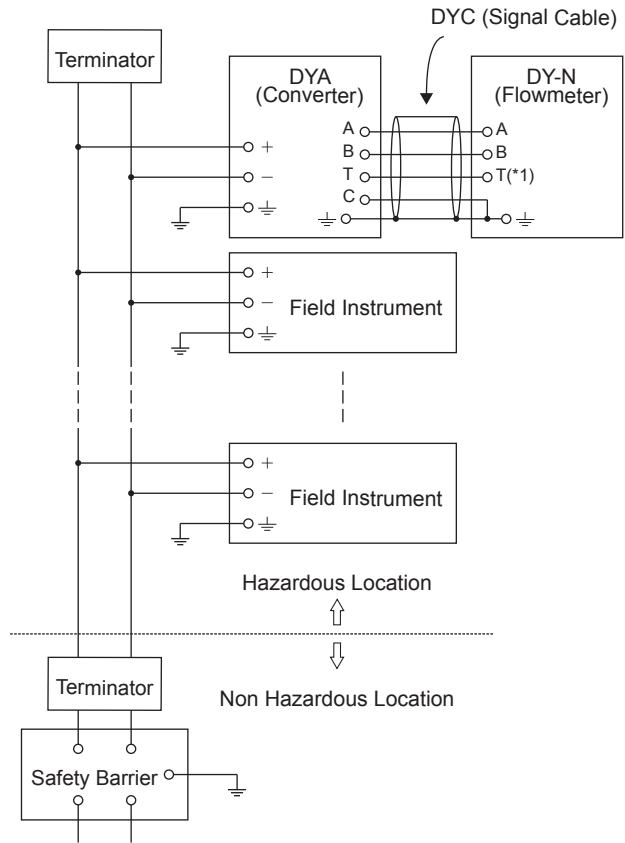 DYC (Signal Cable)
Terminator
DYA
(Converter)
DY-N
(Flowmeter)
A
A
+
B
B
−
T
T(*1)
C
+
−
Field Instrument
+
−
Field Instrument
Hazardous Location
Terminator
Non Hazardous Location
Safety Barrier